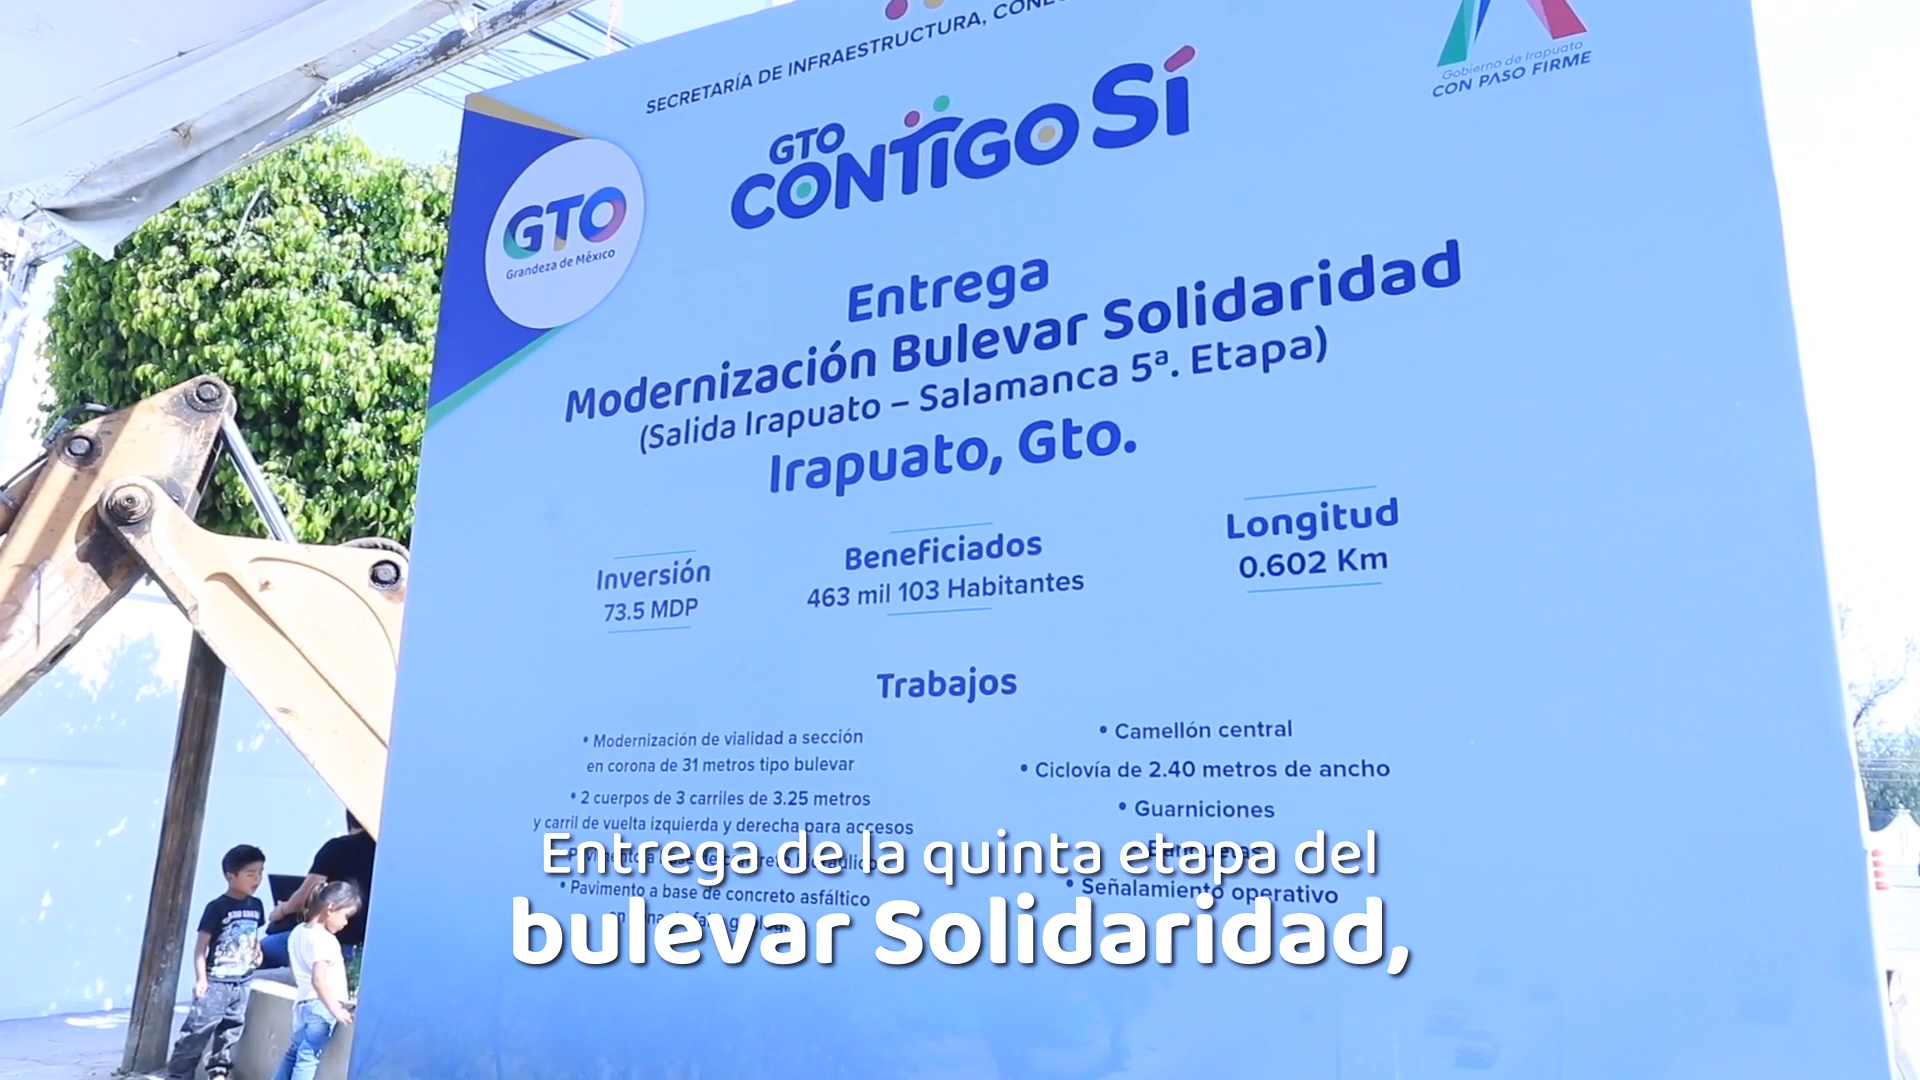 SECRETARÍA DE INFRAESTRUCTURA,
Gobierno de Irapuato
CON PASO FIRME
GTO
CONTIGO SÍ
GTO
Grandeza de México
Entrega
Modernización Bulevar Solidaridad
(Salida Irapuato – Salamanca 5ª. Etapa)
Irapuato, Gto.
Inversión
73.5 MDP
Beneficiados
463 mil 103 Habitantes
Longitud
0.602 Km
Trabajos
• Modernización de vialidad a sección
en corona de 31 metros tipo bulevar
• 2 cuerpos de 3 carriles de 3.25 metros
y carril de vuelta izquierda y derecha para accesos
• Pavimento a base de concreto asfáltico
• Camellón central
• Ciclovía de 2.40 metros de ancho
• Guarniciones
• Señalamiento operativo
Entrega de la quinta etapa del
bulevar Solidaridad,